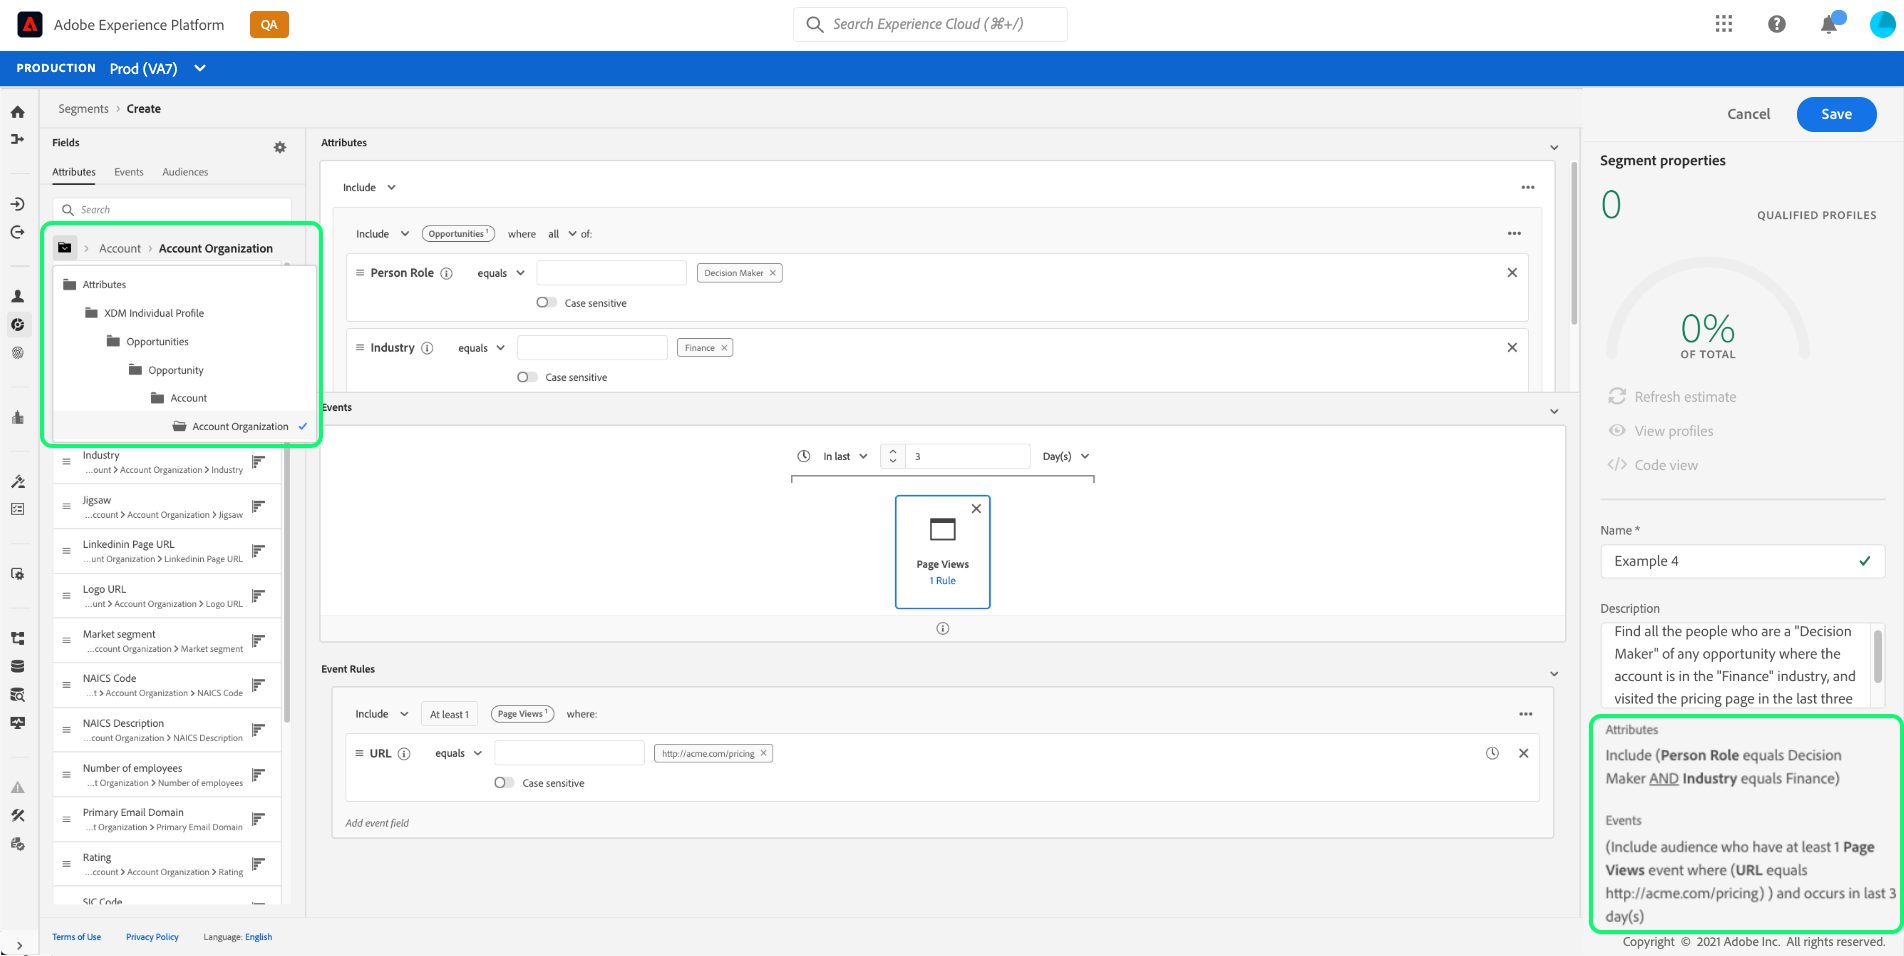 Adobe Experience Platform
QA
Search Experience Cloud (⌘+/)
PRODUCTION Prod (VA7)
Segments › Create
Cancel
Save
Fields
Attributes Events Audiences
Search
› Account › Account Organization
Attributes
XDM Individual Profile
Opportunities
Opportunity
Account
Account Organization
Industry
...ount > Account Organization > Industry
Jigsaw
...ccount > Account Organization > Jigsaw
Linkedinin Page URL
...unt Organization > Linkedinin Page URL
Logo URL
...unt > Account Organization > Logo URL
Market segment
...ccount Organization > Market segment
NAICS Code
...t > Account Organization > NAICS Code
NAICS Description
...count Organization > NAICS Description
Number of employees
...t Organization > Number of employees
Primary Email Domain
...t Organization > Primary Email Domain
Rating
...ccount > Account Organization > Rating
SIC Code
Attributes
Include
Include Opportunities 1 where all of:
Person Role equals Decision Maker
Case sensitive
Industry equals Finance
Case sensitive
Events
In last 3 Day(s)
Page Views
1 Rule
Event Rules
Include At least 1 Page Views 1 where:
URL equals http://acme.com/pricing
Case sensitive
Add event field
Segment properties
0
QUALIFIED PROFILES
0%
OF TOTAL
Refresh estimate
View profiles
</> Code view
Name *
Example 4
Description
Find all the people who are a "Decision
Maker" of any opportunity where the
account is in the "Finance" industry, and
visited the pricing page in the last three
Attributes
Include (Person Role equals Decision
Maker AND Industry equals Finance)
Events
(Include audience who have at least 1 Page
Views event where (URL equals
http://acme.com/pricing) ) and occurs in last 3
day(s)
Terms of Use Privacy Policy Language: English
Copyright © 2021 Adobe Inc. All rights reserved.